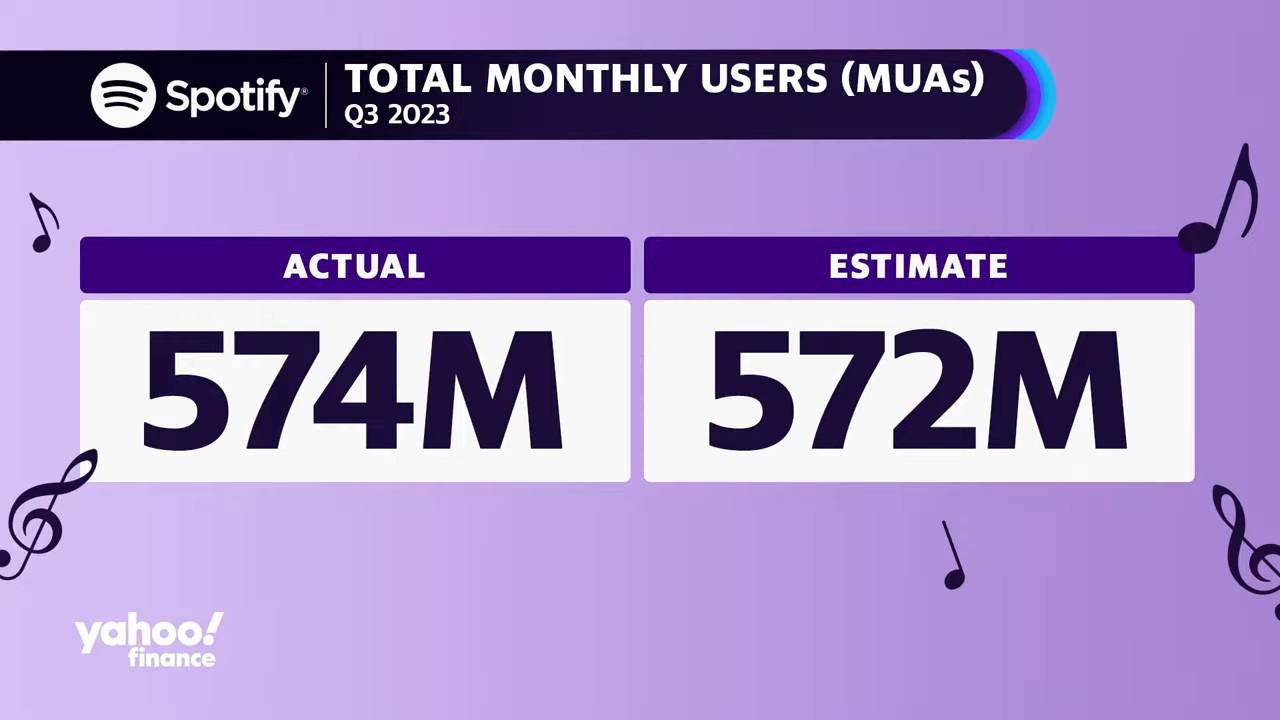 Spotify®
TOTAL MONTHLY USERS (MUAs)
Q3 2023
ACTUAL
ESTIMATE
574M
572M
yahoo!
finance